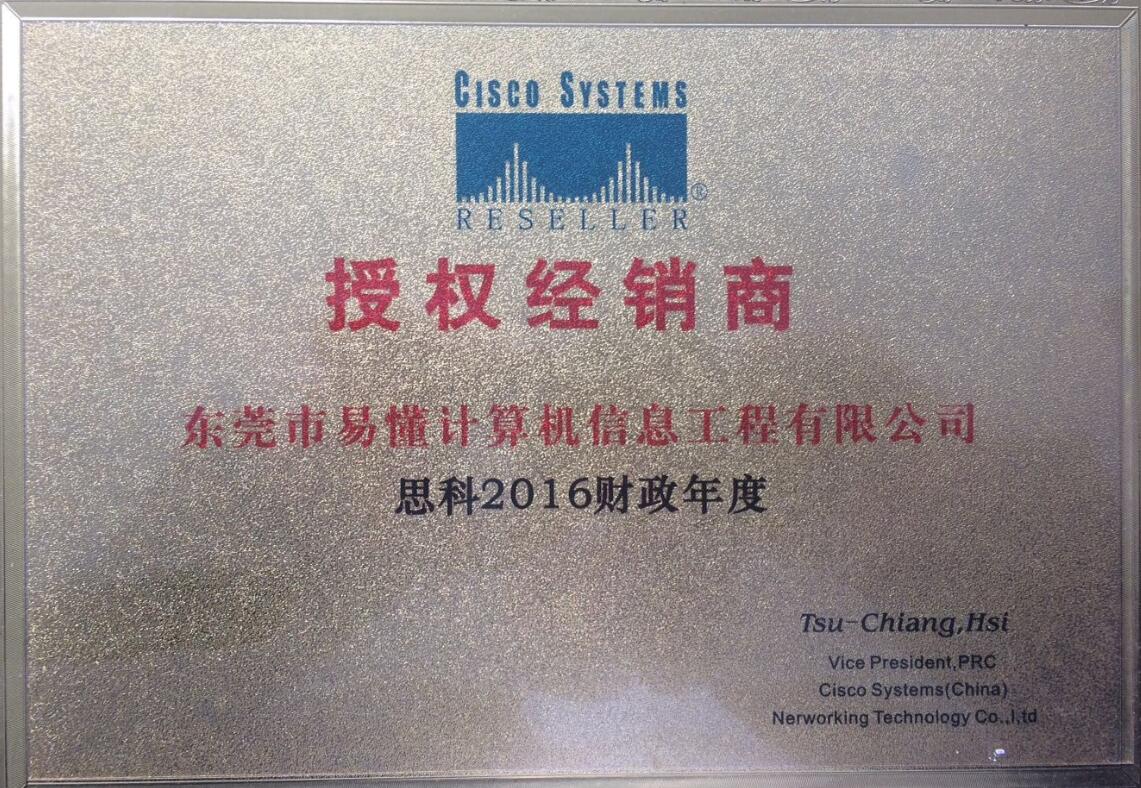 CISCO SYSTEMS
®
RESELLER
授权经销商
东莞市易懂计算机信息工程有限公司
思科2016财政年度
Tsu-Chiang,Hsi
Vice President,PRC
Cisco Systems(China)
Nerworking Technology Co.,l,td